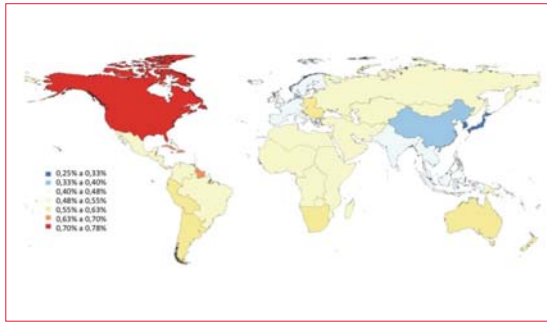 0,25% a 0,33%
0,33% a 0,40%
0,40% a 0,48%
0,48% a 0,55%
0,55% a 0,63%
0,63% a 0,70%
0,70% a 0,78%